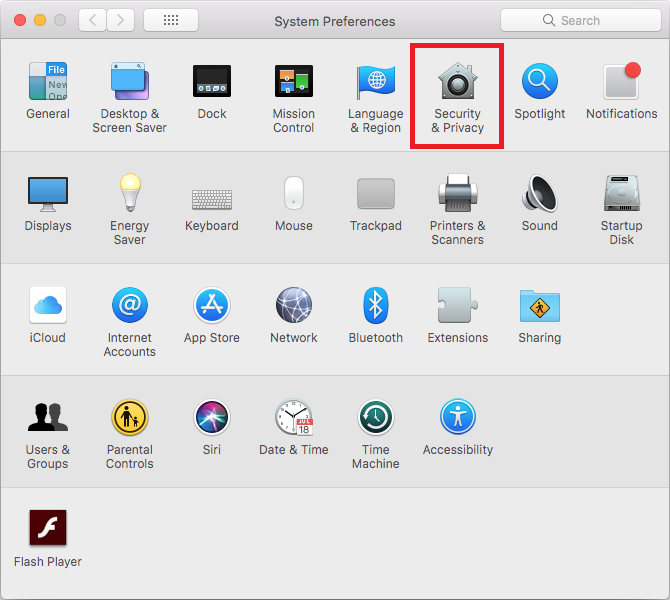 System Preferences
Search
File
New
Ope
General
Desktop &
Screen Saver
Dock
Mission
Control
Language
& Region
Security
& Privacy
Spotlight
Notifications
Displays
Energy
Saver
Keyboard
Mouse
Trackpad
Printers &
Scanners
Sound
Startup
Disk
iCloud
@
Internet
Accounts
App Store
Network
Bluetooth
Extensions
Sharing
Users &
Groups
Parental
Controls
Siri
JUL
18
Date & Time
Time
Machine
Accessibility
Flash Player